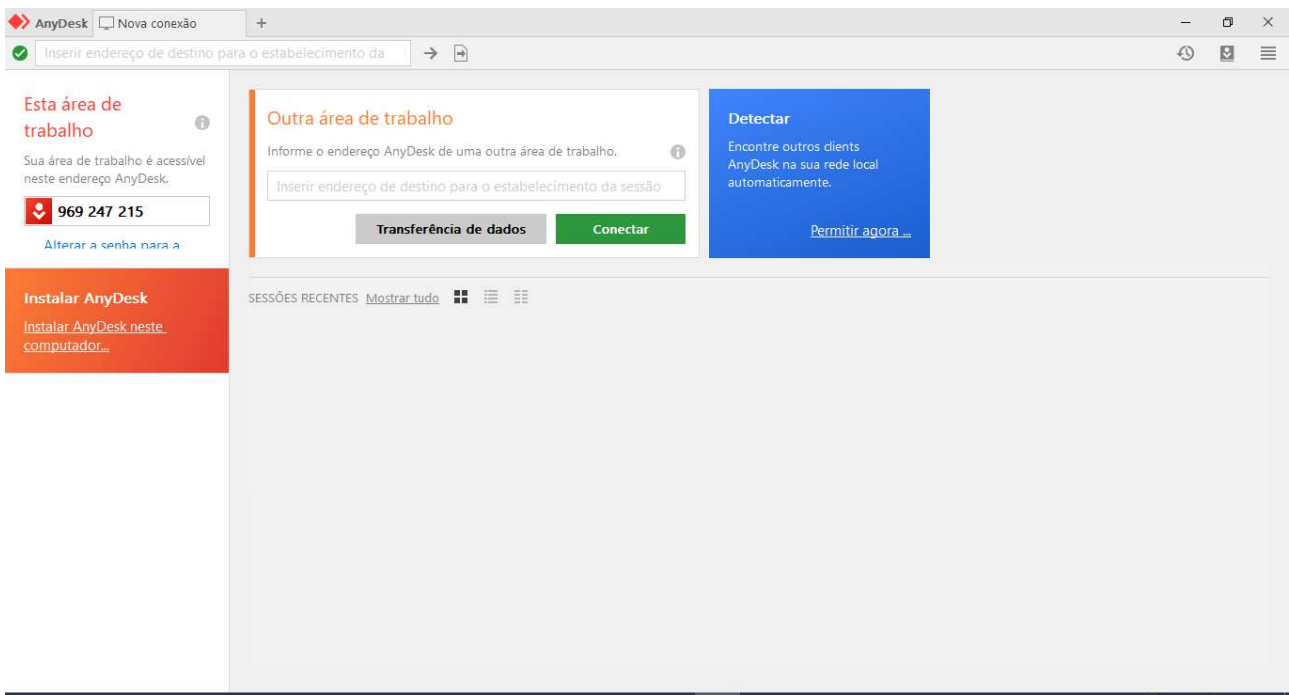 AnyDesk Nova conexão +
Inserir endereço de destino para o estabelecimento da
Esta área de
trabalho
Sua área de trabalho é acessível
neste endereço AnyDesk.
969 247 215
Alterar a senha para a
Instalar AnyDesk
Instalar AnyDesk neste
computador...
Outra área de trabalho
Informe o endereço AnyDesk de uma outra área de trabalho.
Inserir endereço de destino para o estabelecimento da sessão
Transferência de dados Conectar
Detectar
Encontre outros clients
AnyDesk na sua rede local
automaticamente.
Permitir agora ...
SESSÕES RECENTES Mostrar tudo